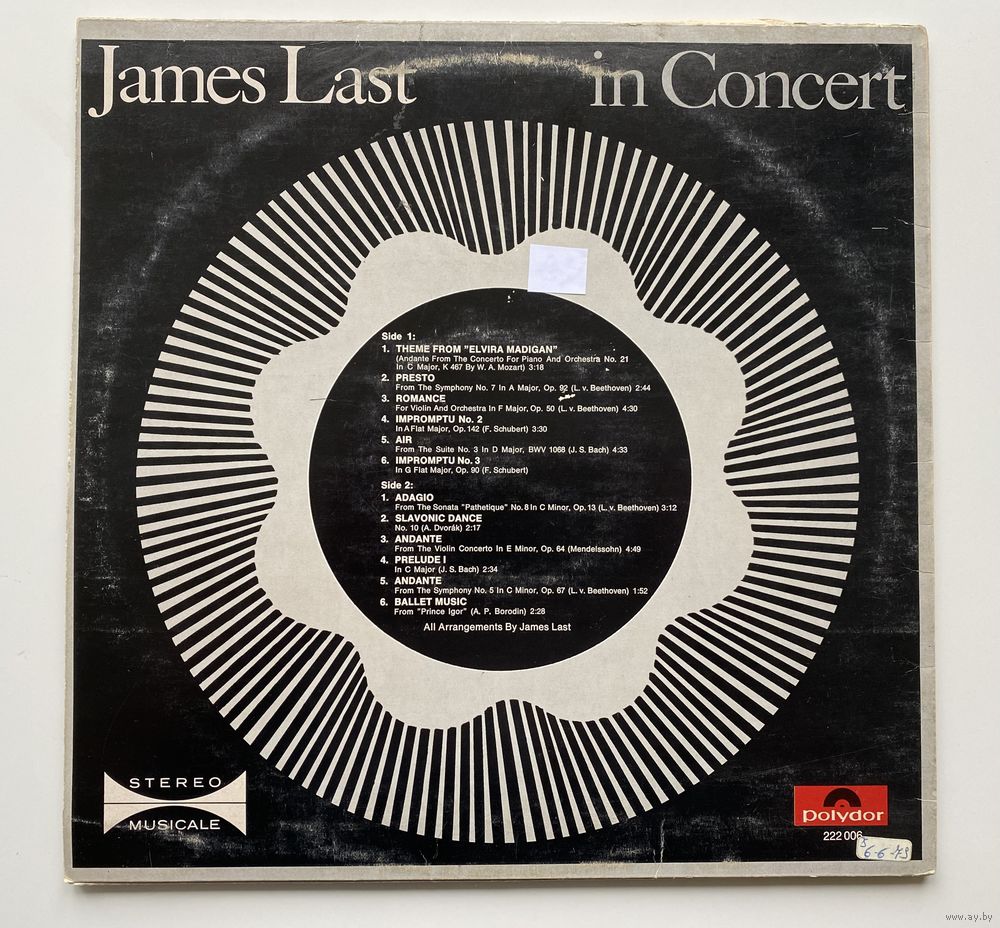 James Last in Concert
Side 1:
1. THEME FROM "ELVIRA MADIGAN"
(Andante From The Concerto For Piano And Orchestra No. 21
In C Major, K 467 By W. A. Mozart) 3:18
2. PRESTO
From The Symphony No. 7 In A Major, Op. 92 (L. v. Beethoven) 2:44
3. ROMANCE
For Violin And Orchestra In F Major, Op. 50 (L. v. Beethoven) 4:30
4. IMPROMPTU No. 2
In A Flat Major, Op. 142 (F. Schubert) 3:30
5. AIR
From The Suite No. 3 In D Major, BWV 1068 (J. S. Bach) 4:33
6. IMPROMPTU No. 3
In G Flat Major, Op. 90 (F. Schubert)
Side 2:
1. ADAGIO
From The Sonata "Pathetique" No. 8 In C Minor, Op. 13 (L. v. Beethoven) 3:12
2. SLAVONIC DANCE
No. 10 (A. Dvorák) 2:17
3. ANDANTE
From The Violin Concerto In E Minor, Op. 64 (Mendelssohn) 4:49
4. PRELUDE I
In C Major (J. S. Bach) 2:34
5. ANDANTE
From The Symphony No. 5 In C Minor, Op. 67 (L. v. Beethoven) 1:52
6. BALLET MUSIC
From "Prince Igor" (A. P. Borodin) 2:28
All Arrangements By James Last
STEREO
MUSICALE
Polydor
222 006
6-6-79
www.ay.by